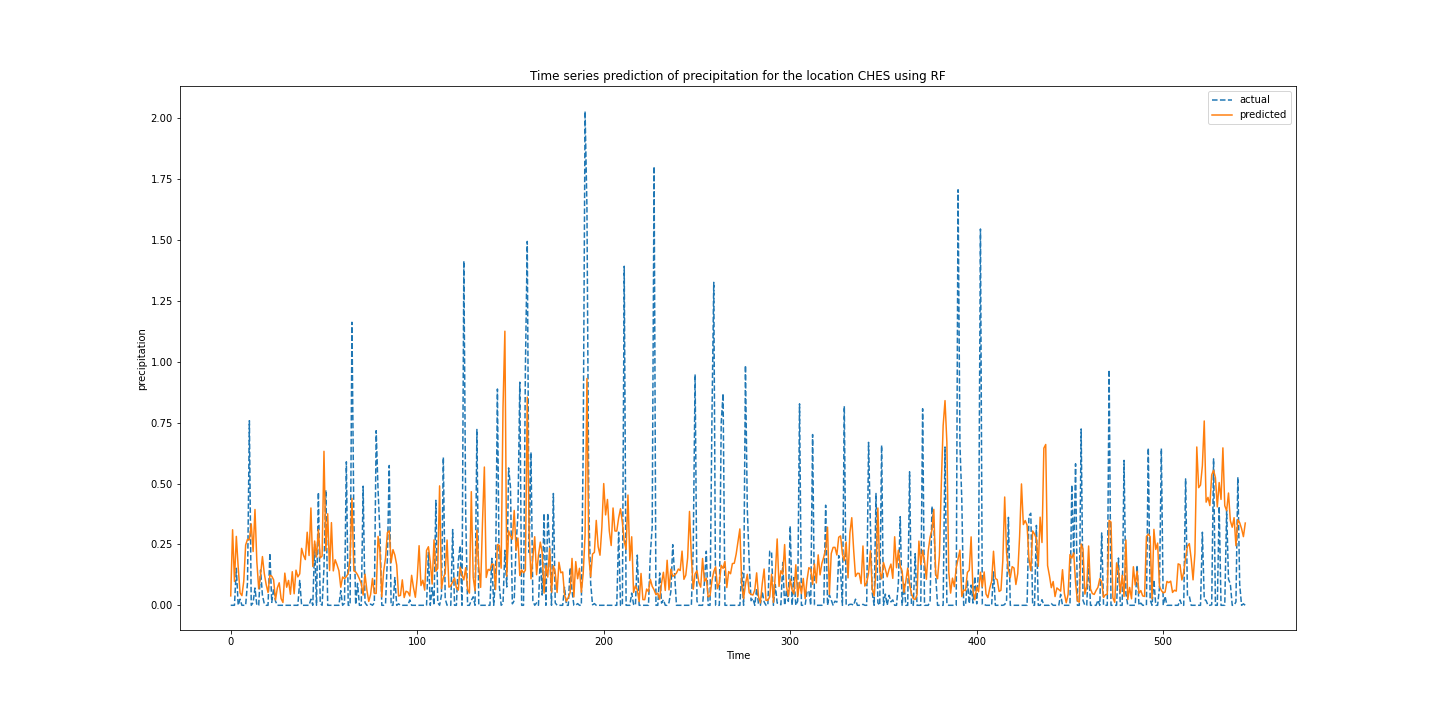 Time series prediction of precipitation for the location CHES using RF
actual
predicted
2.00
1.75
1.50
1.25
1.00
0.75
0.50
0.25
0.00
precipitation
0 100 200 300 400 500
Time